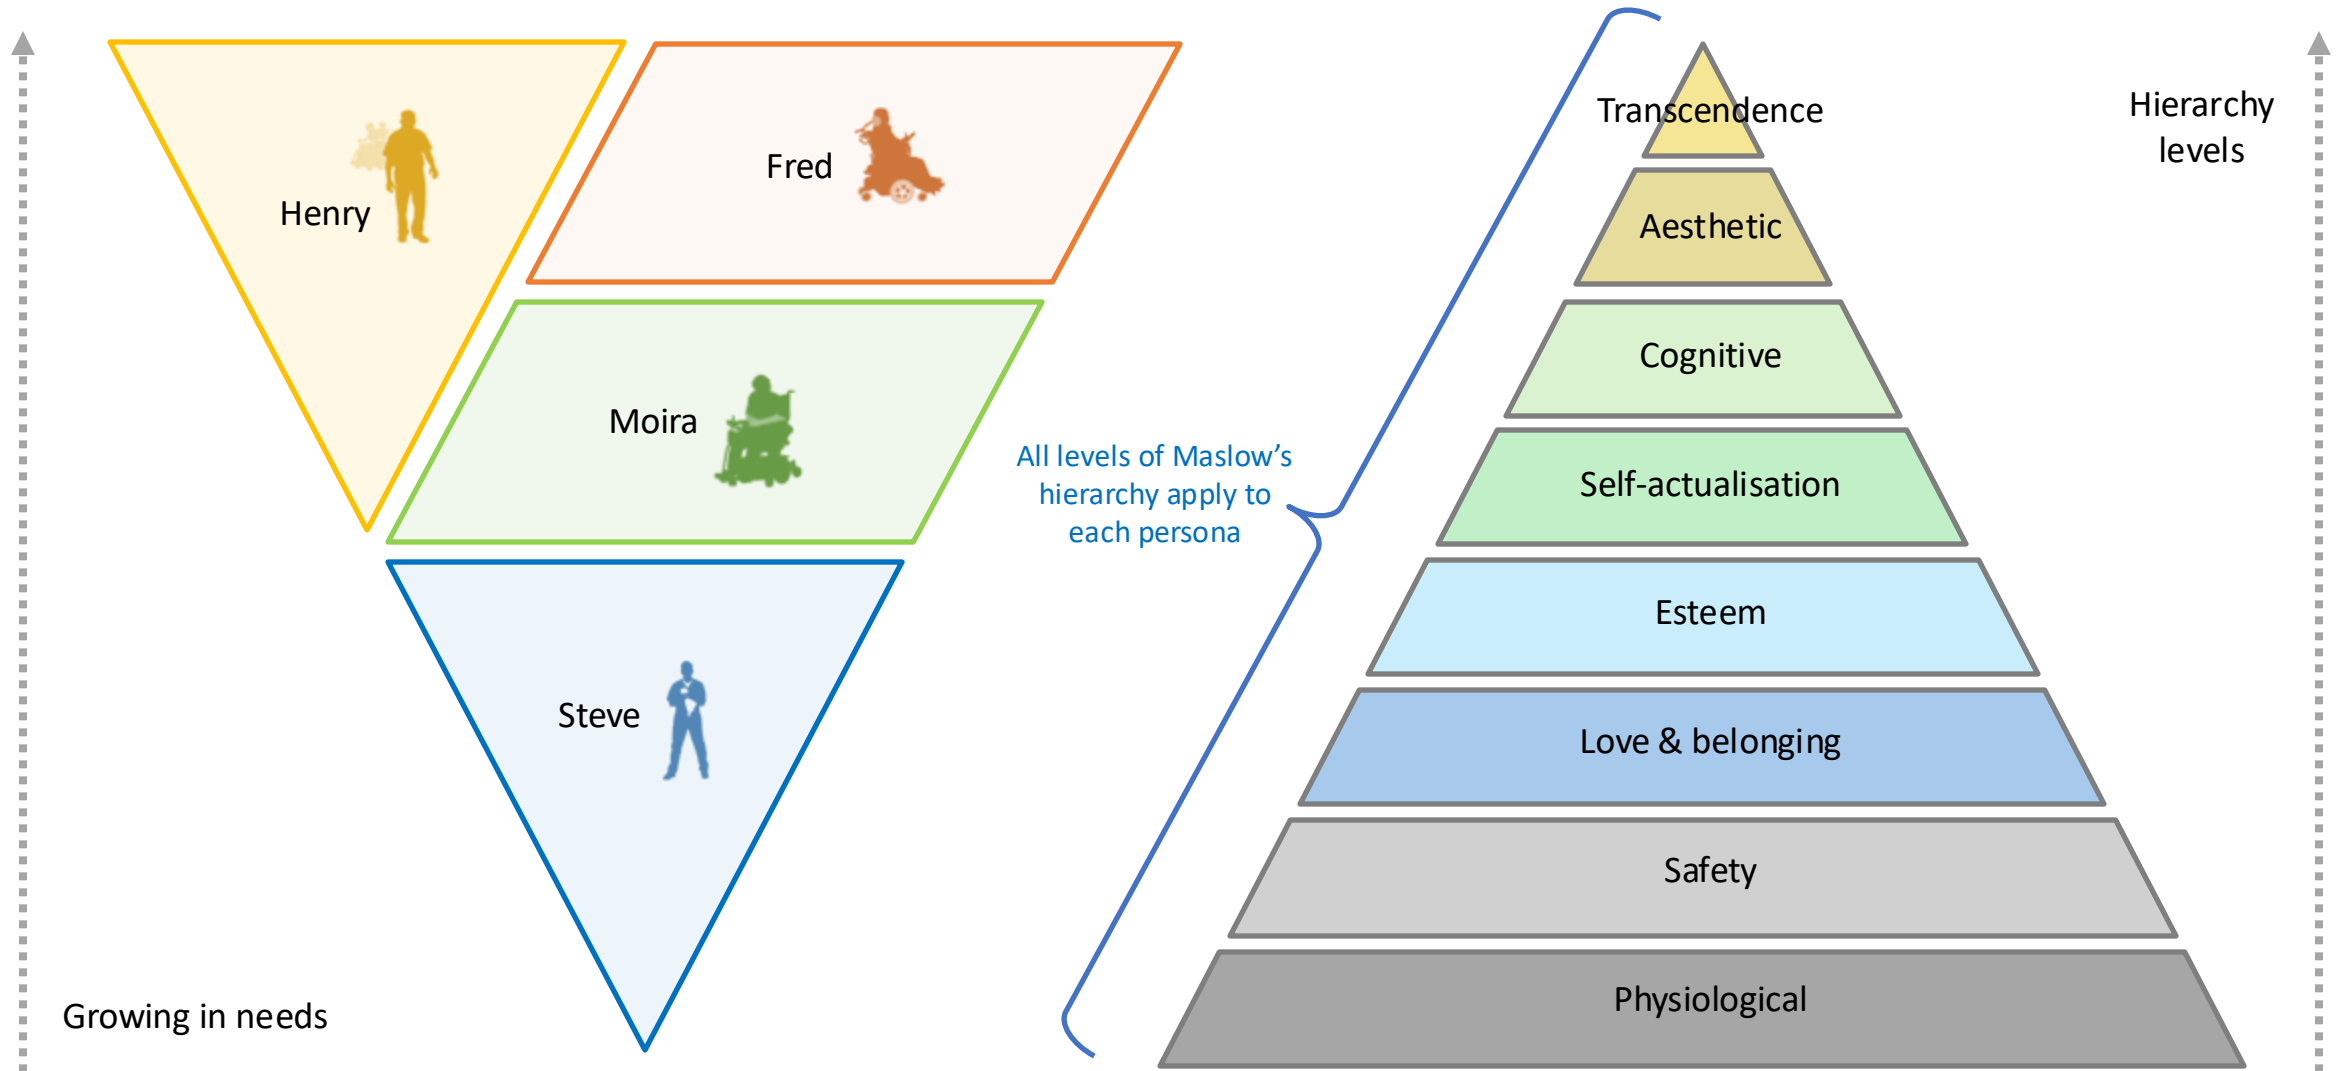 Henry
Fred
Moira
Steve
Growing in needs
All levels of Maslow’s
hierarchy apply to
each persona
Transcendence
Aesthetic
Cognitive
Self-actualisation
Esteem
Love & belonging
Safety
Physiological
Hierarchy
levels